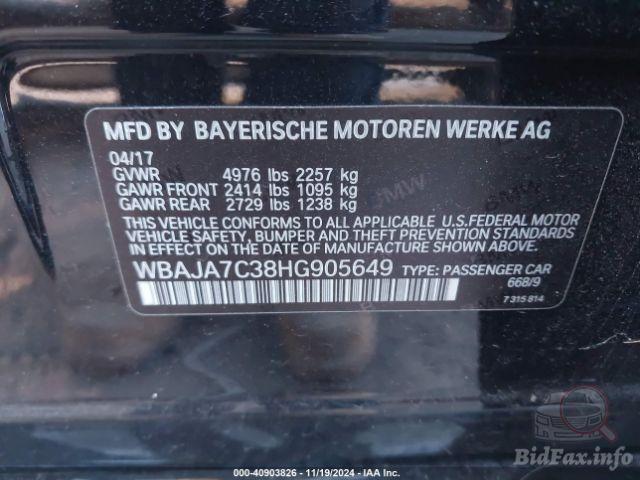 MFD BY BAYERISCHE MOTOREN WERKE AG
04/17
GVWR 4976 lbs 2257 kg
GAWR FRONT 2414 lbs 1095 kg
GAWR REAR 2729 lbs 1238 kg
THIS VEHICLE CONFORMS TO ALL APPLICABLE U.S.FEDERAL MOTOR
VEHICLE SAFETY, BUMPER AND THEFT PREVENTION STANDARDS
IN EFFECT ON THE DATE OF MANUFACTURE SHOWN ABOVE.
WBAJA7C38HG905649 TYPE: PASSENGER CAR
668/9
7 315 814
000-40903826 - 11/19/2024 - IAA Inc.
BidFax.info